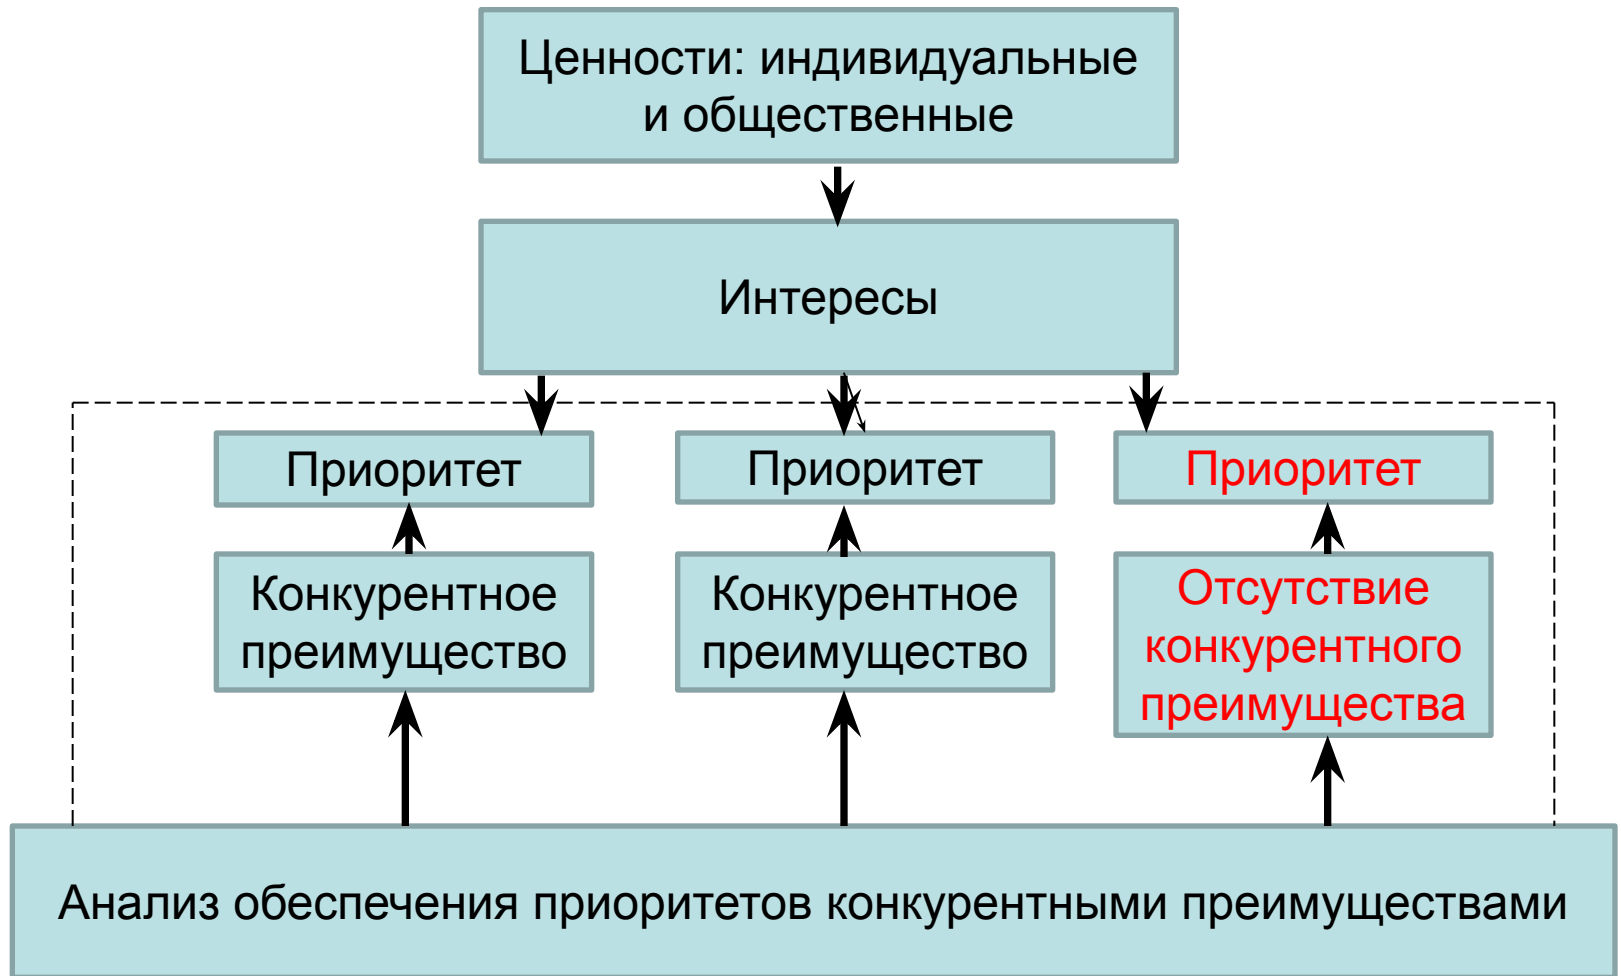 Ценности: индивидуальные
и общественные
Интересы
Приоритет
Приоритет
Приоритет
Конкурентное
преимущество
Конкурентное
преимущество
Отсутствие
конкурентного
преимущества
Анализ обеспечения приоритетов конкурентными преимуществами